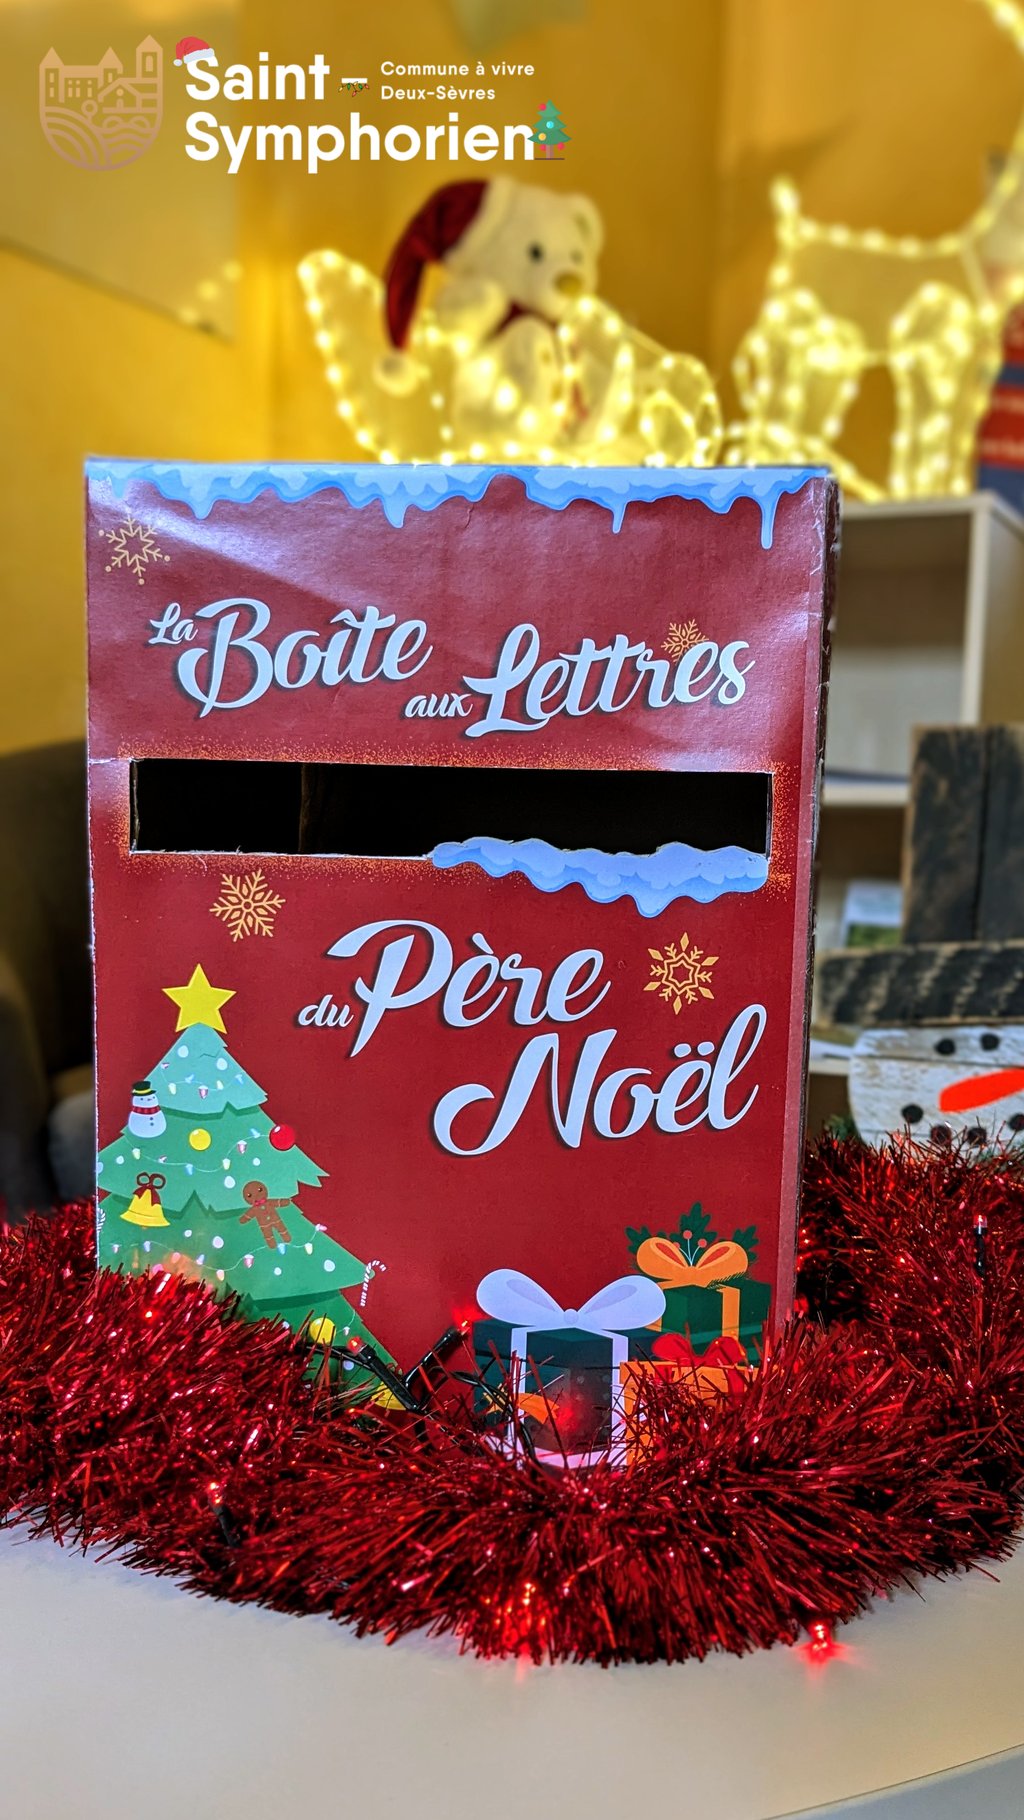 Saint -
Symphorien
Commune à vivre
Deux-Sèvres
La Boîte
aux Lettres
du Père
Noël